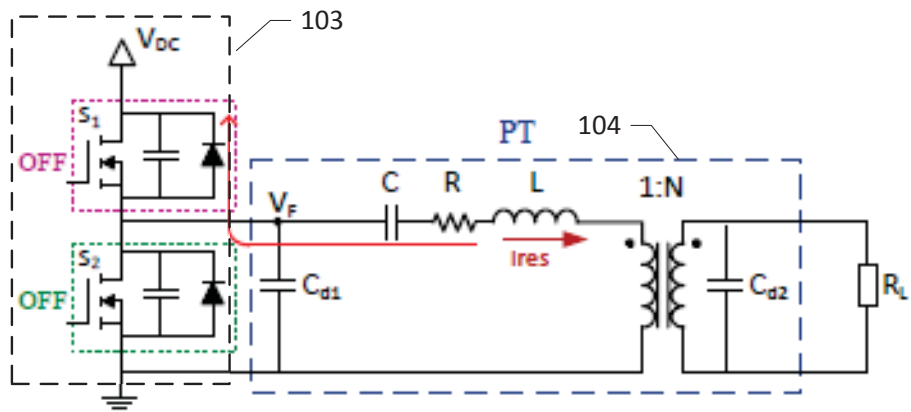 103
V_DC
S₁
OFF
PT
104
C R L 1:N
V_F
Ires
S₂
OFF
C_d1
C_d2
R_L